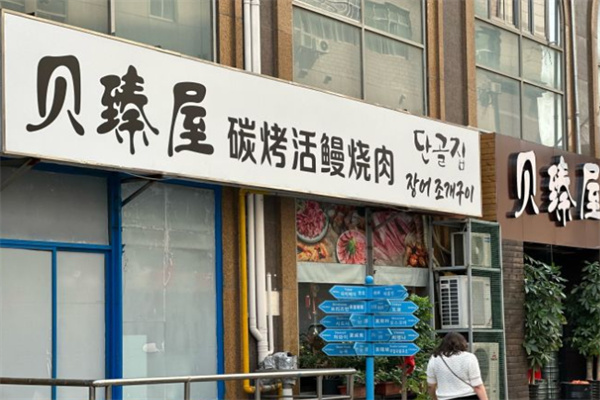 贝臻屋 碳烤活鳗烧肉
단골집
장어 조개구이
贝臻屋